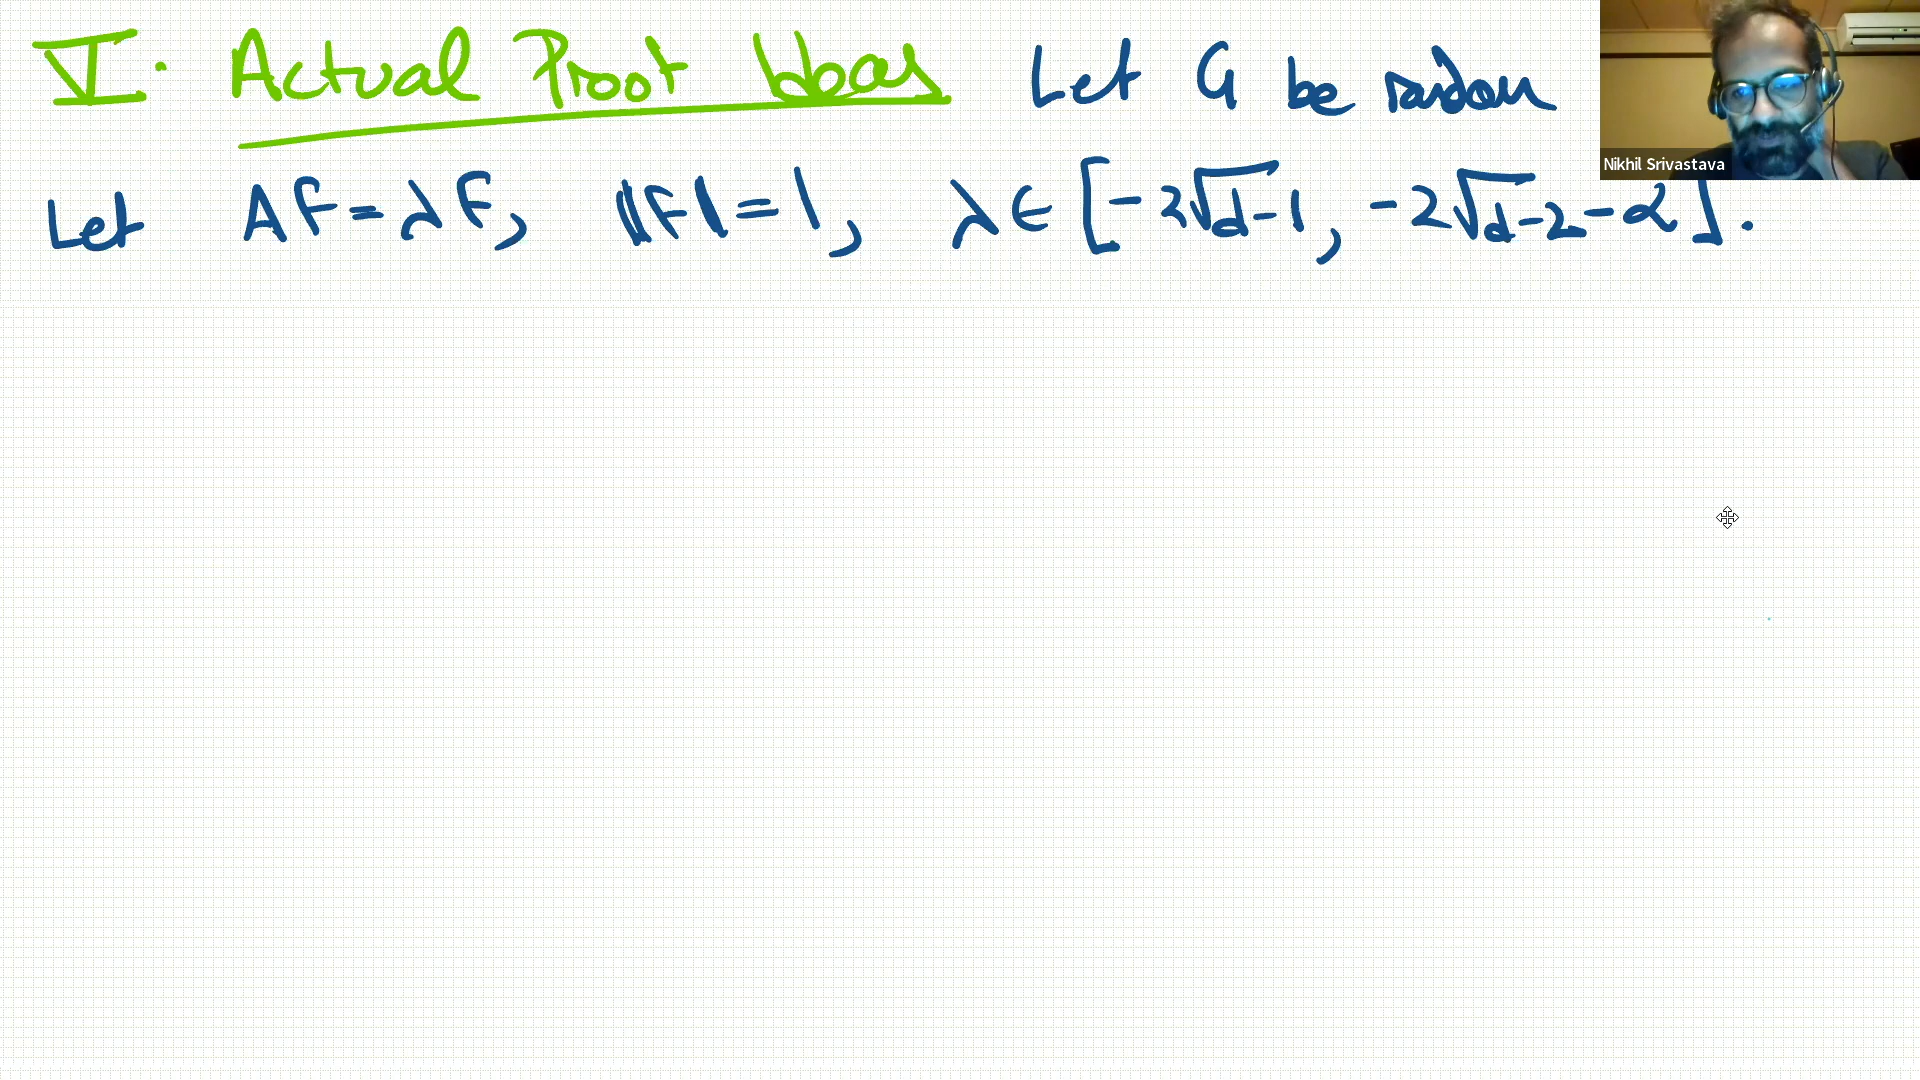 V. Actual Proof Ideas Let G be random
Nikhil Srivastava
Let Af = λf, ‖f‖ = 1, λ ∈ [-2√d-1, -2√d-2 - α].